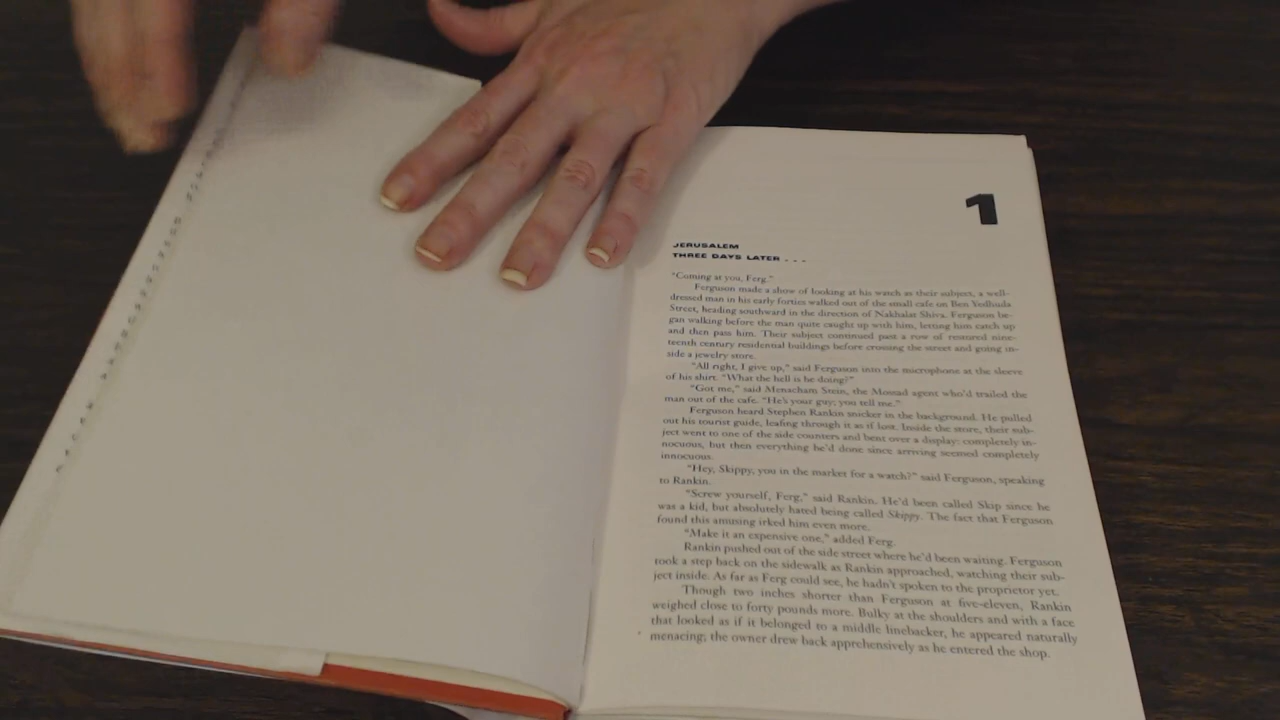 1
JERUSALEM
THREE DAYS LATER . . .
"Coming at you, Ferg."
Ferguson made a show of looking at his watch as their subject, a well-
dressed man in his early forties walked out of the small cafe on Ben Yedhuda
Street, heading southward in the direction of Nakhalat Shiva. Ferguson be-
gan walking before the man quite caught up with him, letting him catch up
and then pass him. Their subject continued past a row of restored nine-
teenth century residential buildings before crossing the street and going in-
side a jewelry store.
"All right, I give up," said Ferguson into the microphone at the sleeve
of his shirt. "What the hell is he doing?"
"Got me," said Menacham Stein, the Mossad agent who'd trailed the
man out of the cafe. "He's your guy; you tell me."
Ferguson heard Stephen Rankin snicker in the background. He pulled
out his tourist guide, leafing through it as if lost. Inside the store, their sub-
ject went to one of the side counters and bent over a display: completely in-
nocuous, but then everything he'd done since arriving seemed completely
innocuous.
"Hey, Skippy, you in the market for a watch?" said Ferguson, speaking
to Rankin.
"Screw yourself, Ferg," said Rankin. He'd been called Skip since he
was a kid, but absolutely hated being called Skippy. The fact that Ferguson
found this amusing irked him even more.
"Make it an expensive one," added Ferg.
Rankin pushed out of the side street where he'd been waiting. Ferguson
took a step back on the sidewalk as Rankin approached, watching their sub-
ject inside. As far as Ferg could see, he hadn't spoken to the proprietor yet.
Though two inches shorter than Ferguson at five-eleven, Rankin
weighed close to forty pounds more. Bulky at the shoulders and with a face
that looked as if it belonged to a middle linebacker, he appeared naturally
menacing; the owner drew back apprehensively as he entered the shop.